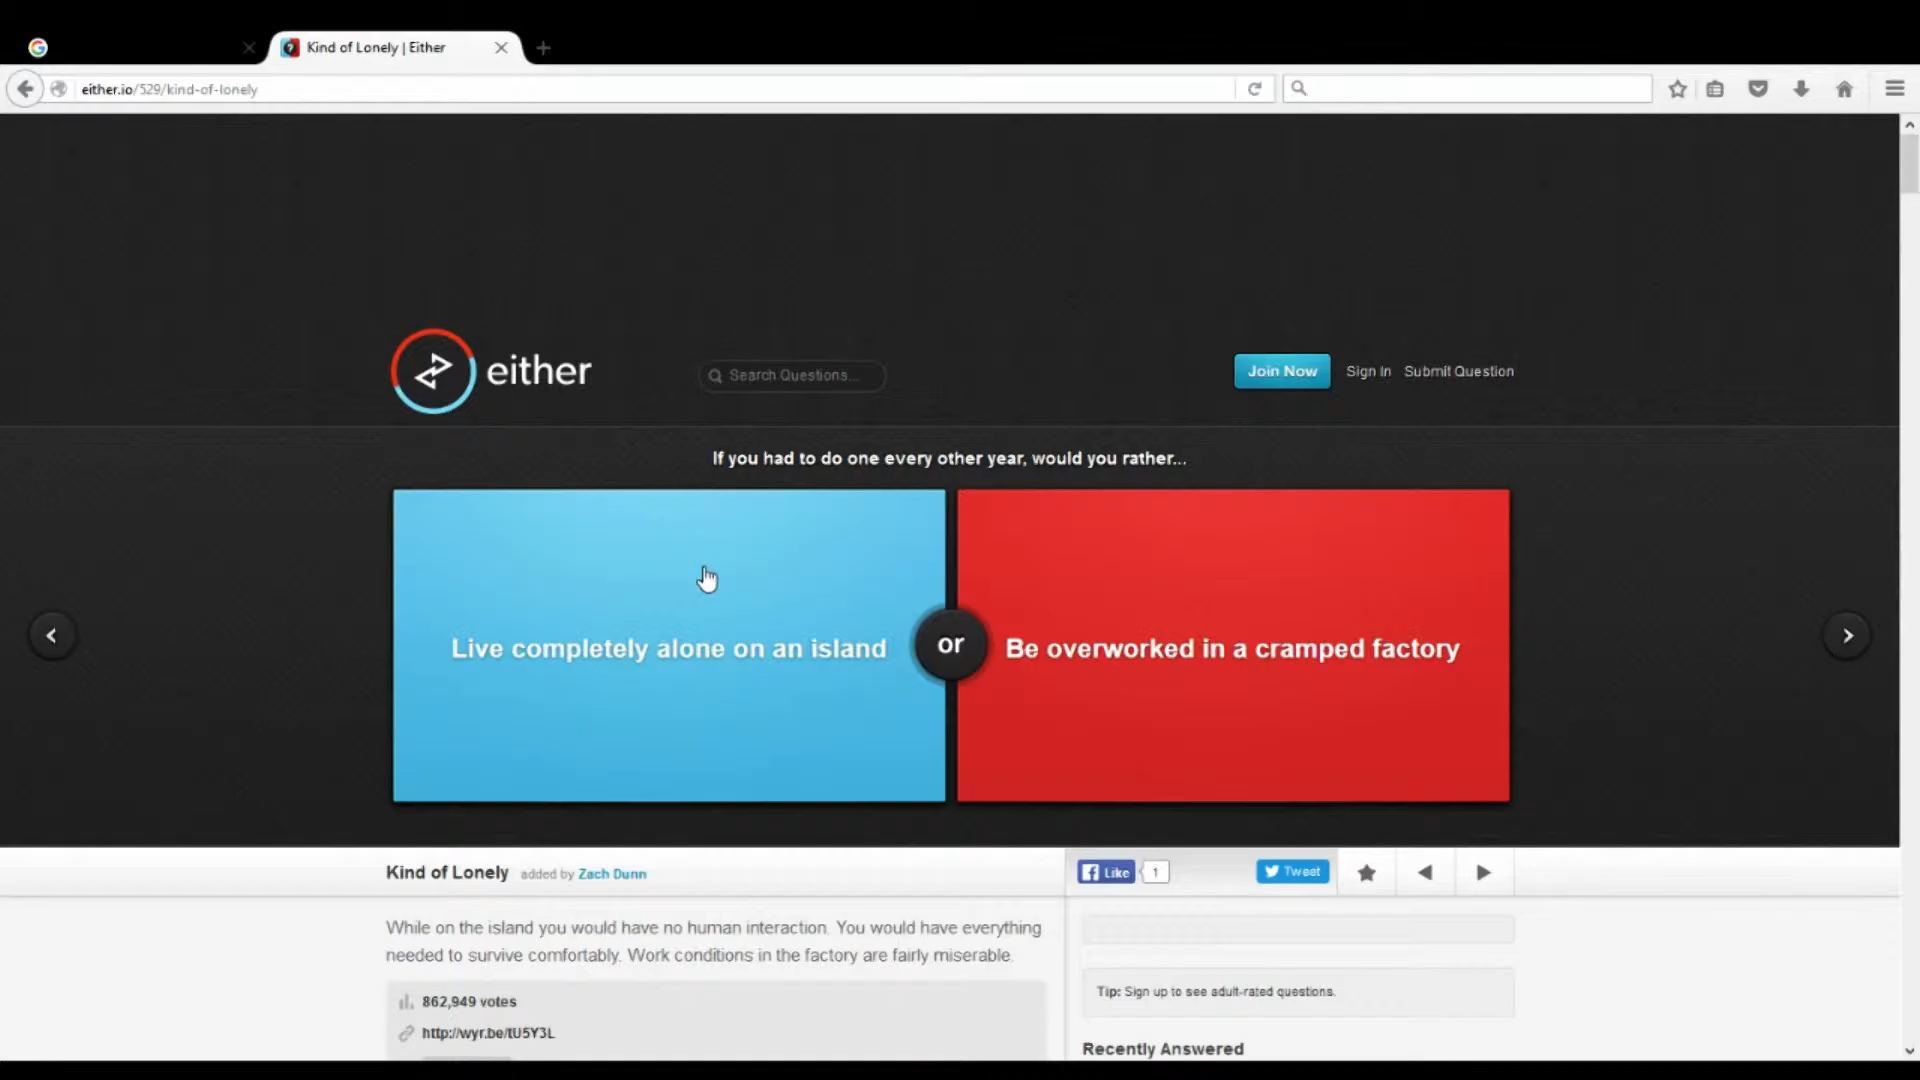 Kind of Lonely | Either
either.io/529/kind-of-lonely
either
Search Questions...
Join Now
Sign In
Submit Question
If you had to do one every other year, would you rather...
Live completely alone on an island
or
Be overworked in a cramped factory
Kind of Lonely added by Zach Dunn
Like 1
Tweet
While on the island you would have no human interaction. You would have everything
needed to survive comfortably. Work conditions in the factory are fairly miserable.
862,949 votes
http://wyr.be/tU5Y3L
Tip: Sign up to see adult-rated questions.
Recently Answered